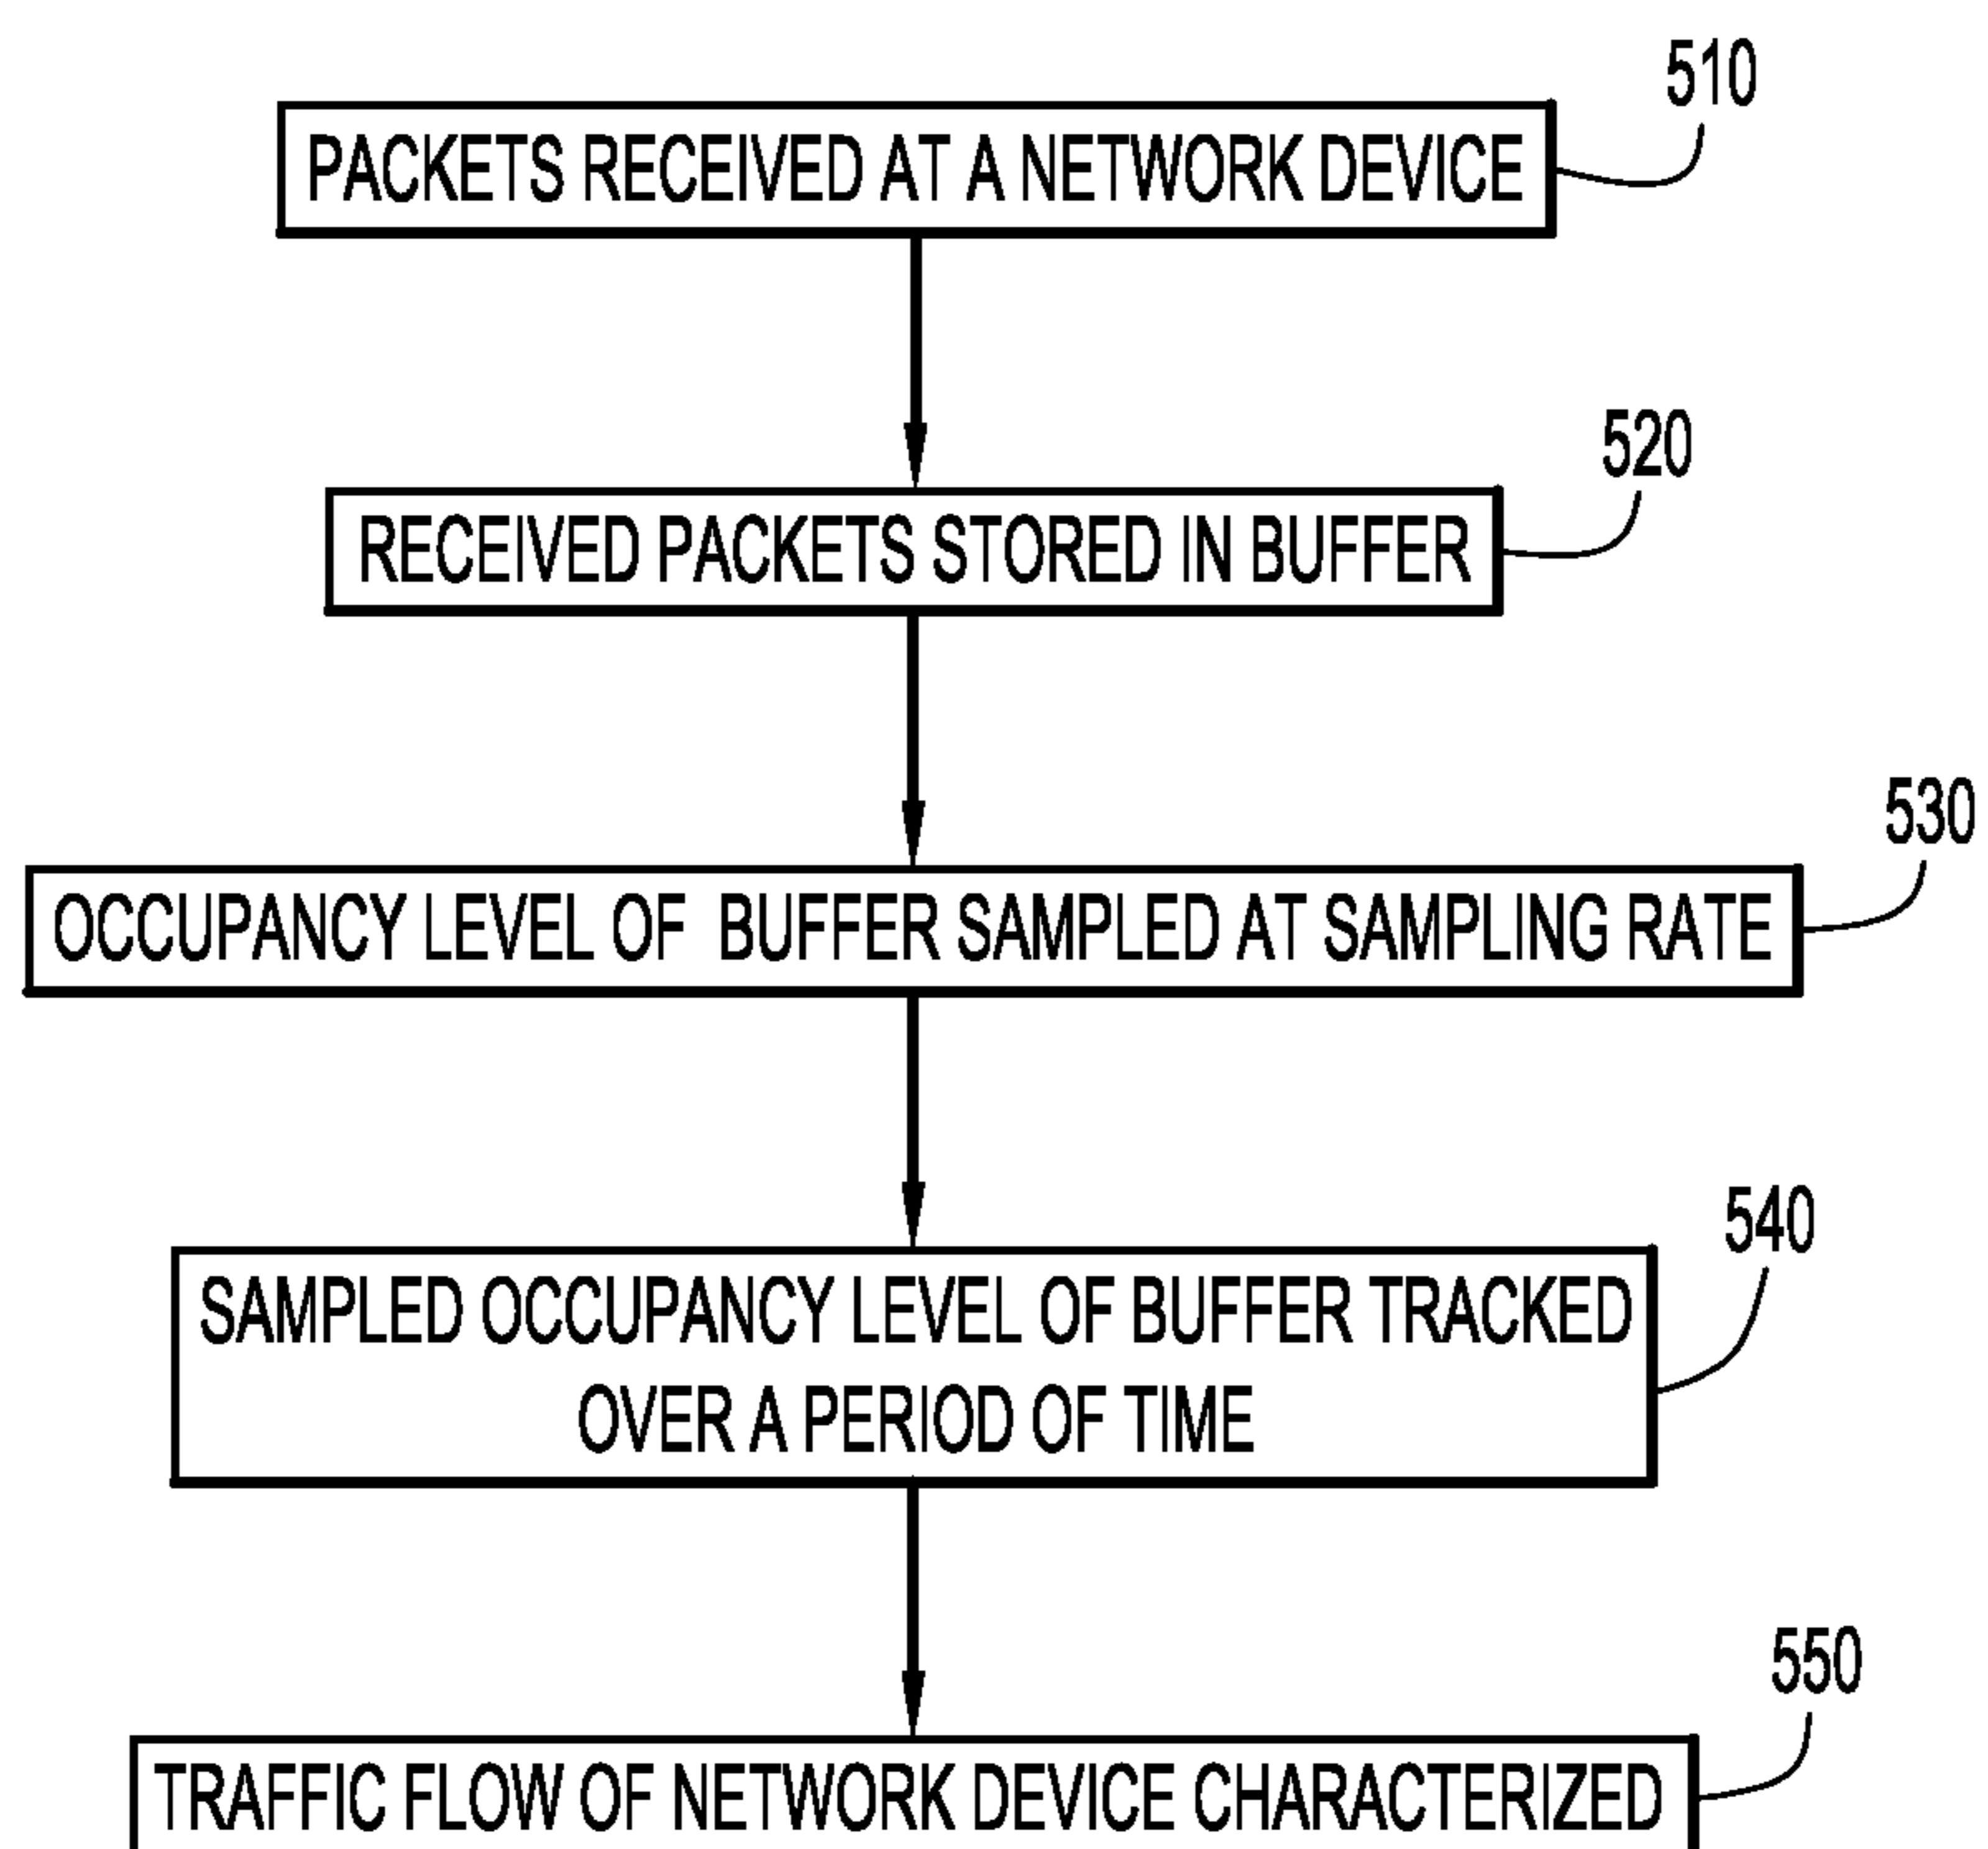 510
PACKETS RECEIVED AT A NETWORK DEVICE
520
RECEIVED PACKETS STORED IN BUFFER
530
OCCUPANCY LEVEL OF BUFFER SAMPLED AT SAMPLING RATE
540
SAMPLED OCCUPANCY LEVEL OF BUFFER TRACKED
OVER A PERIOD OF TIME
550
TRAFFIC FLOW OF NETWORK DEVICE CHARACTERIZED